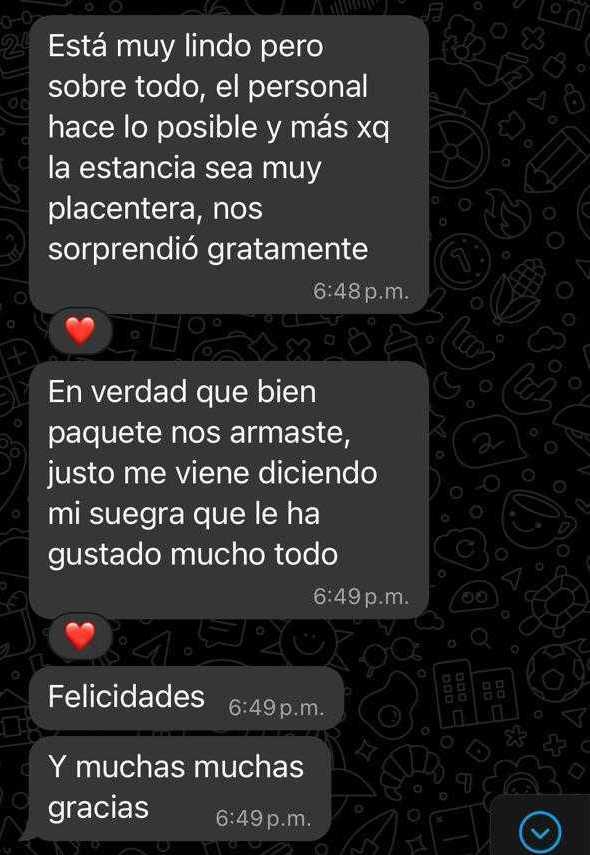 Está muy lindo pero
sobre todo, el personal
hace lo posible y más xq
la estancia sea muy
placentera, nos
sorprendió gratamente
6:48 p.m.
En verdad que bien
paquete nos armaste,
justo me viene diciendo
mi suegra que le ha
gustado mucho todo
6:49 p.m.
Felicidades 6:49 p.m.
Y muchas muchas
gracias 6:49 p.m.